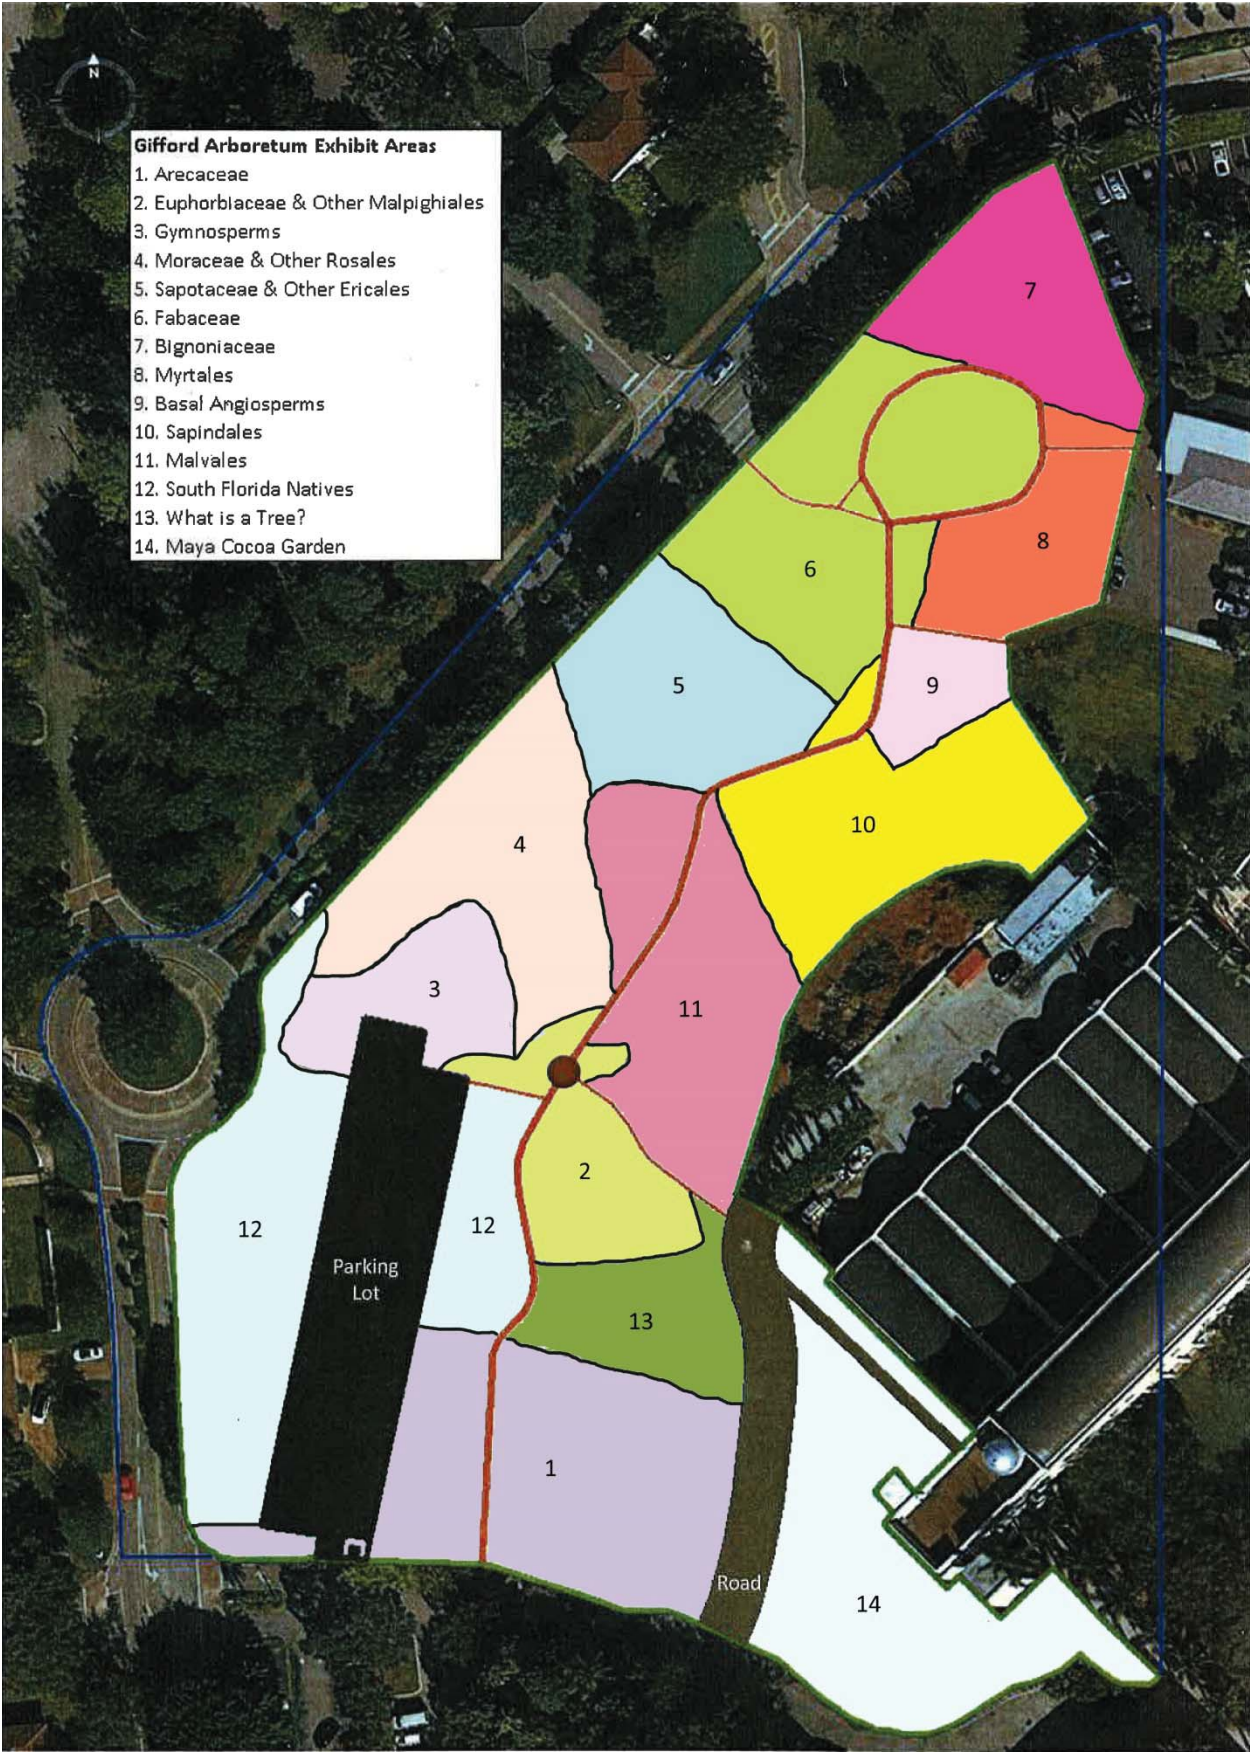 N
Gifford Arboretum Exhibit Areas
1. Arecaceae
2. Euphorbiaceae & Other Malpighiales
3. Gymnosperms
4. Moraceae & Other Rosales
5. Sapotaceae & Other Ericales
6. Fabaceae
7. Bignoniaceae
8. Myrtales
9. Basal Angiosperms
10. Sapindales
11. Malvales
12. South Florida Natives
13. What is a Tree?
14. Maya Cocoa Garden
7
8
6
5
9
10
4
3
11
2
12
12
Parking
Lot
13
1
Road
14